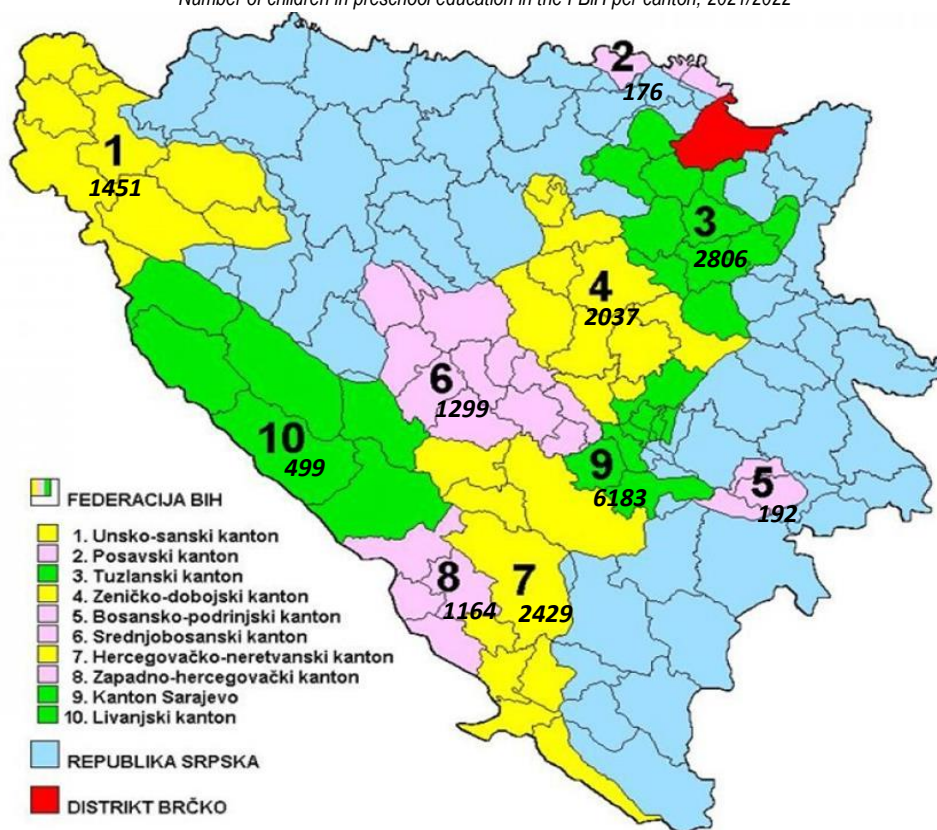 Number of children in preschool education in the FBiH per canton, 2021/2022
2
176
1
1451
3
2806
4
2037
6
1299
10
499
9
6183
5
192
8
1164
7
2429
FEDERACIJA BIH
1. Unsko-sanski kanton
2. Posavski kanton
3. Tuzlanski kanton
4. Zeničko-dobojski kanton
5. Bosansko-podrinjski kantona
6. Srednjobosanski kanton
7. Hercegovačko-neretvanski kanton
8. Zapadno-hercegovački kanton
9. Kanton Sarajevo
10. Livanjski kanton
REPUBLIKA SRPSKA
DISTRIKT BRČKO